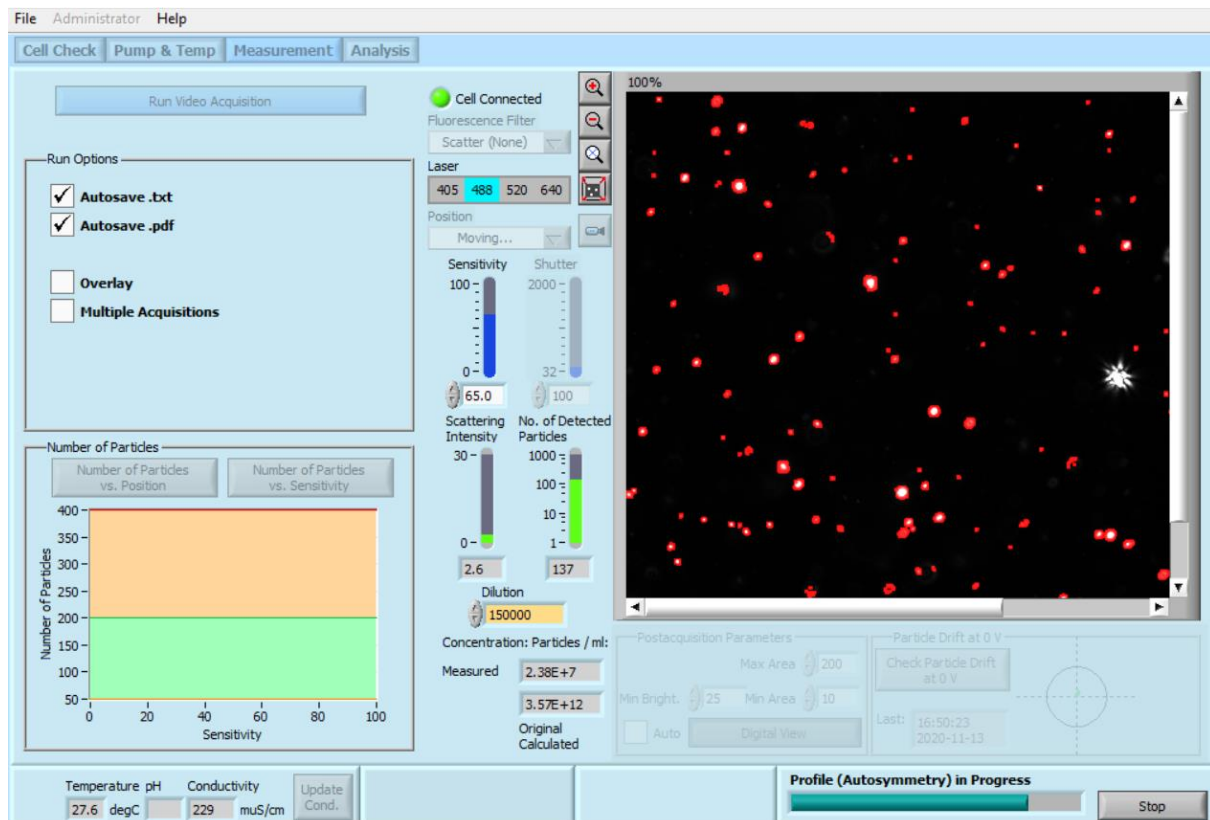 File Administrator Help
Cell Check Pump & Temp Measurement Analysis
Run Video Acquisition
Run Options
Autosave .txt
Autosave .pdf
Overlay
Multiple Acquisitions
Number of Particles
Number of Particles
vs. Position
Number of Particles
vs. Sensitivity
Number of Particles
400
350
300
250
200
150
100
50
0 20 40 60 80 100
Sensitivity
Cell Connected
Fluorescence Filter
Scatter (None)
Laser
405 488 520 640
Position
Moving...
Sensitivity
100
0
65.0
Shutter
2000
32
100
Scattering
Intensity
30
0
2.6
No. of Detected
Particles
1000
100
10
1
137
Dilution
150000
Concentration: Particles / ml:
Measured
2.38E+7
3.57E+12
Original
Calculated
100%
Postacquisition Parameters
Max Area 200
Min Bright. 25 Min Area 10
Auto Digital View
Particle Drift at 0 V
Check Particle Drift
at 0 V
Last: 16:50:23
2020-11-13
Temperature pH Conductivity
27.6 degC 229 muS/cm
Update
Cond.
Profile (Autosymmetry) in Progress
Stop